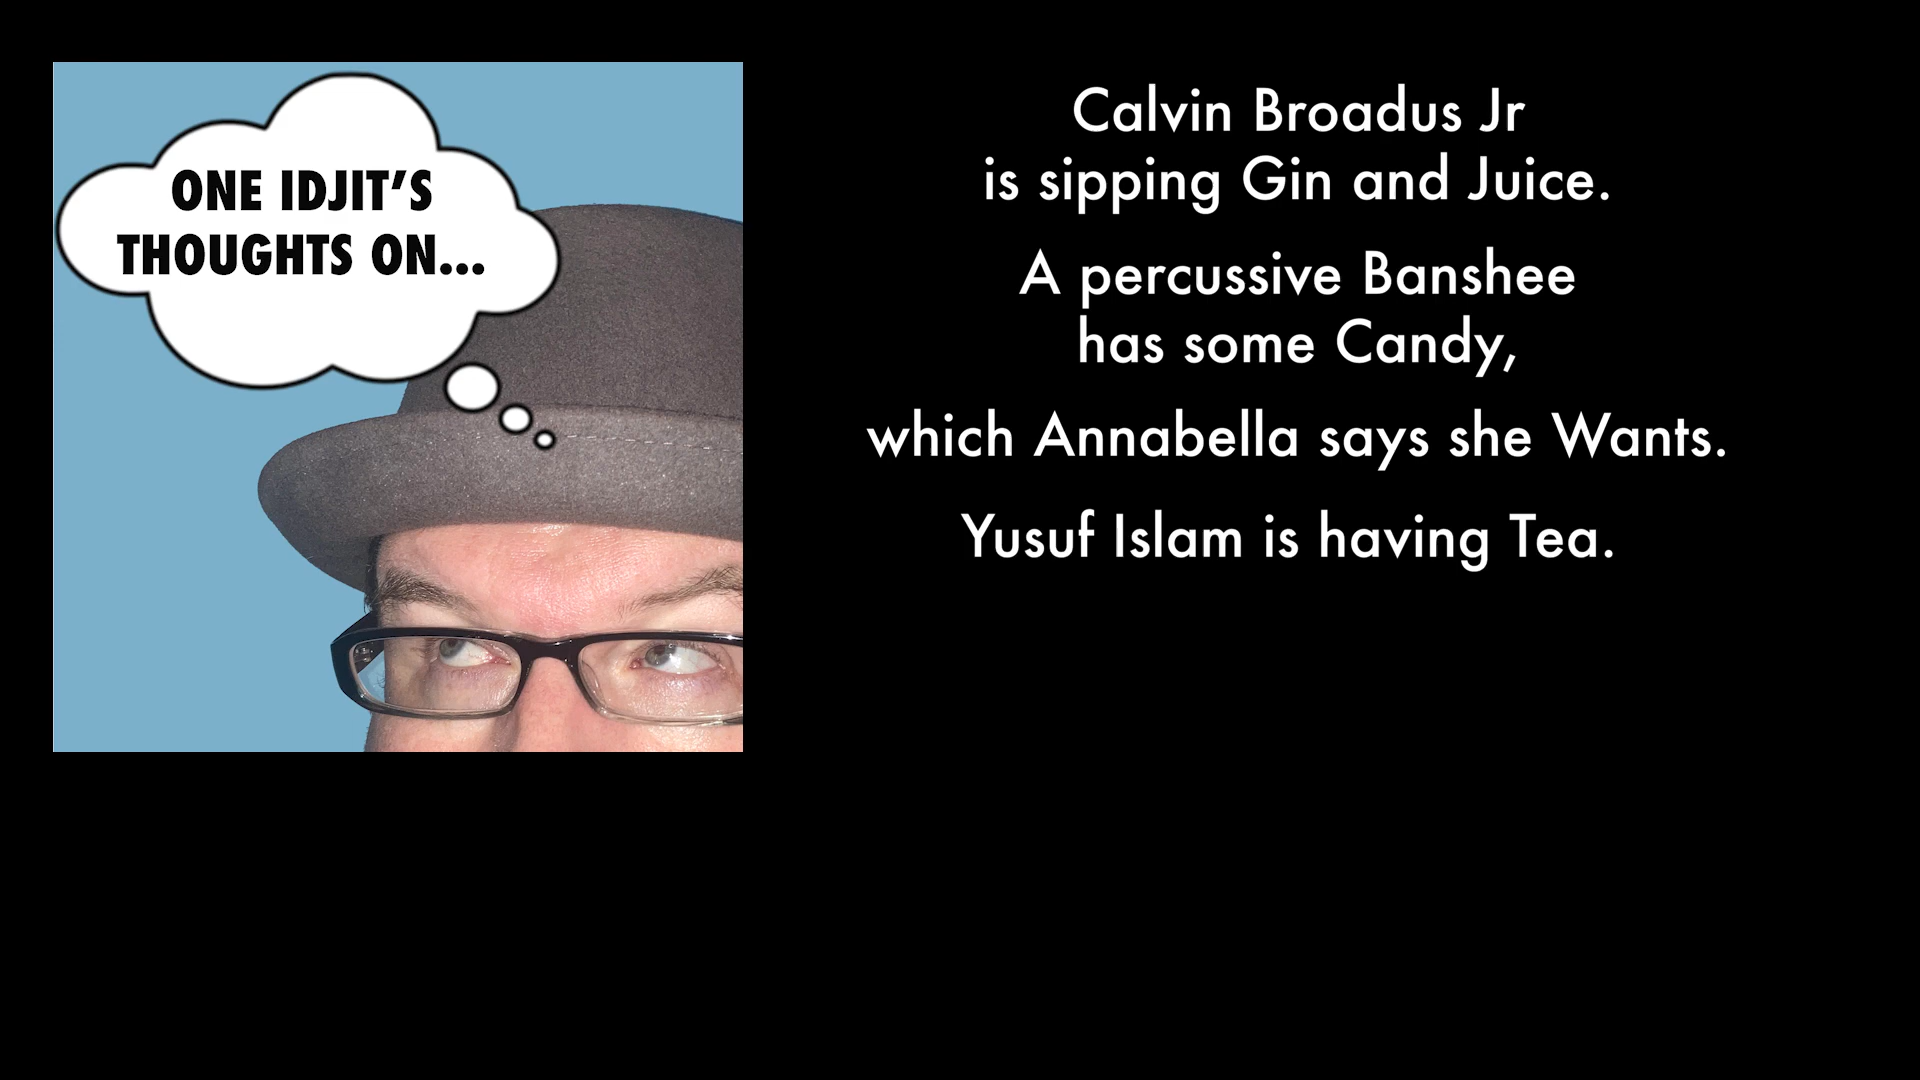 ONE IDJIT’S
THOUGHTS ON...
Calvin Broadus Jr
is sipping Gin and Juice.
A percussive Banshee
has some Candy,
which Annabella says she Wants.
Yusuf Islam is having Tea.